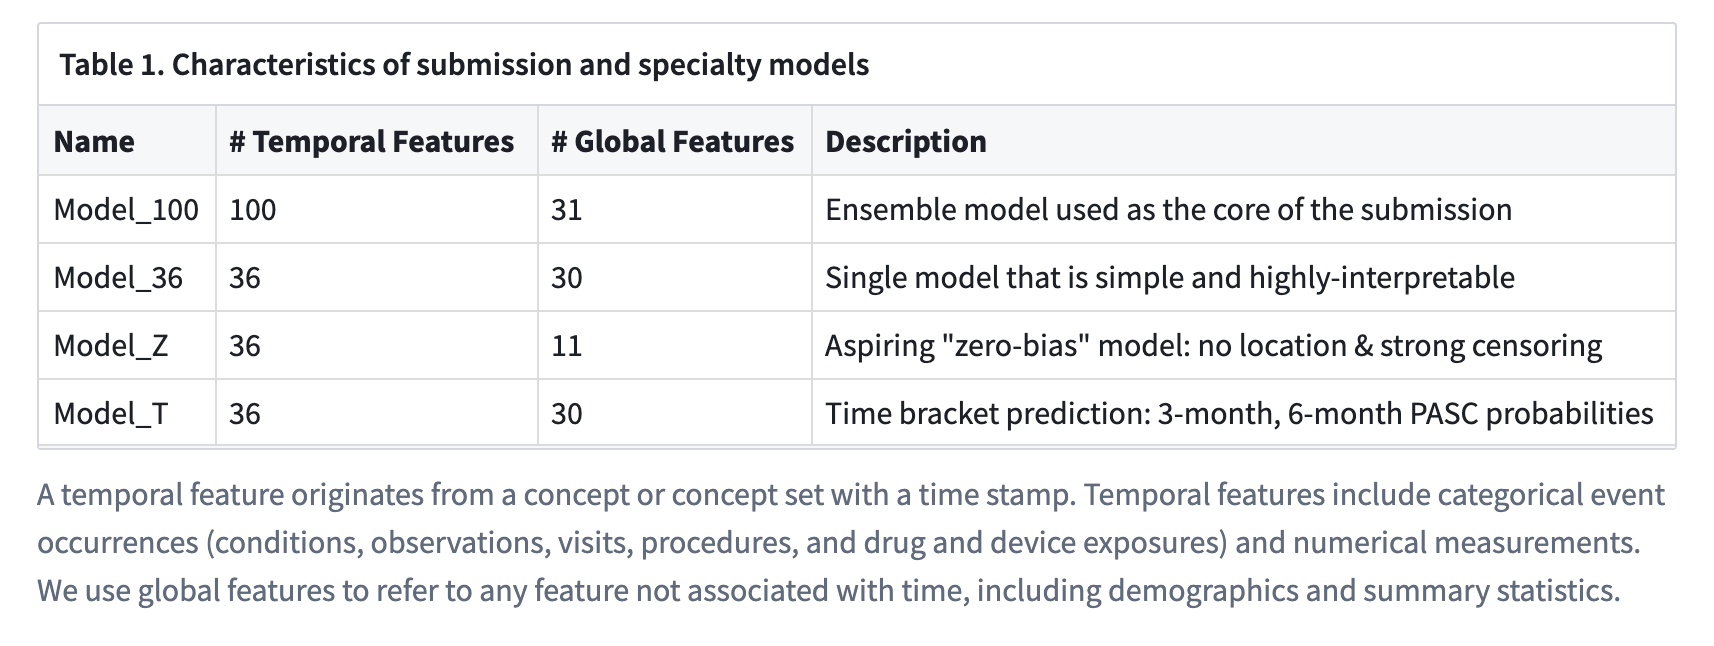 Table 1. Characteristics of submission and specialty models
Name # Temporal Features # Global Features Description
Model_100 100 31 Ensemble model used as the core of the submission
Model_36 36 30 Single model that is simple and highly-interpretable
Model_Z 36 11 Aspiring "zero-bias" model: no location & strong censoring
Model_T 36 30 Time bracket prediction: 3-month, 6-month PASC probabilities
A temporal feature originates from a concept or concept set with a time stamp. Temporal features include categorical event
occurrences (conditions, observations, visits, procedures, and drug and device exposures) and numerical measurements.
We use global features to refer to any feature not associated with time, including demographics and summary statistics.